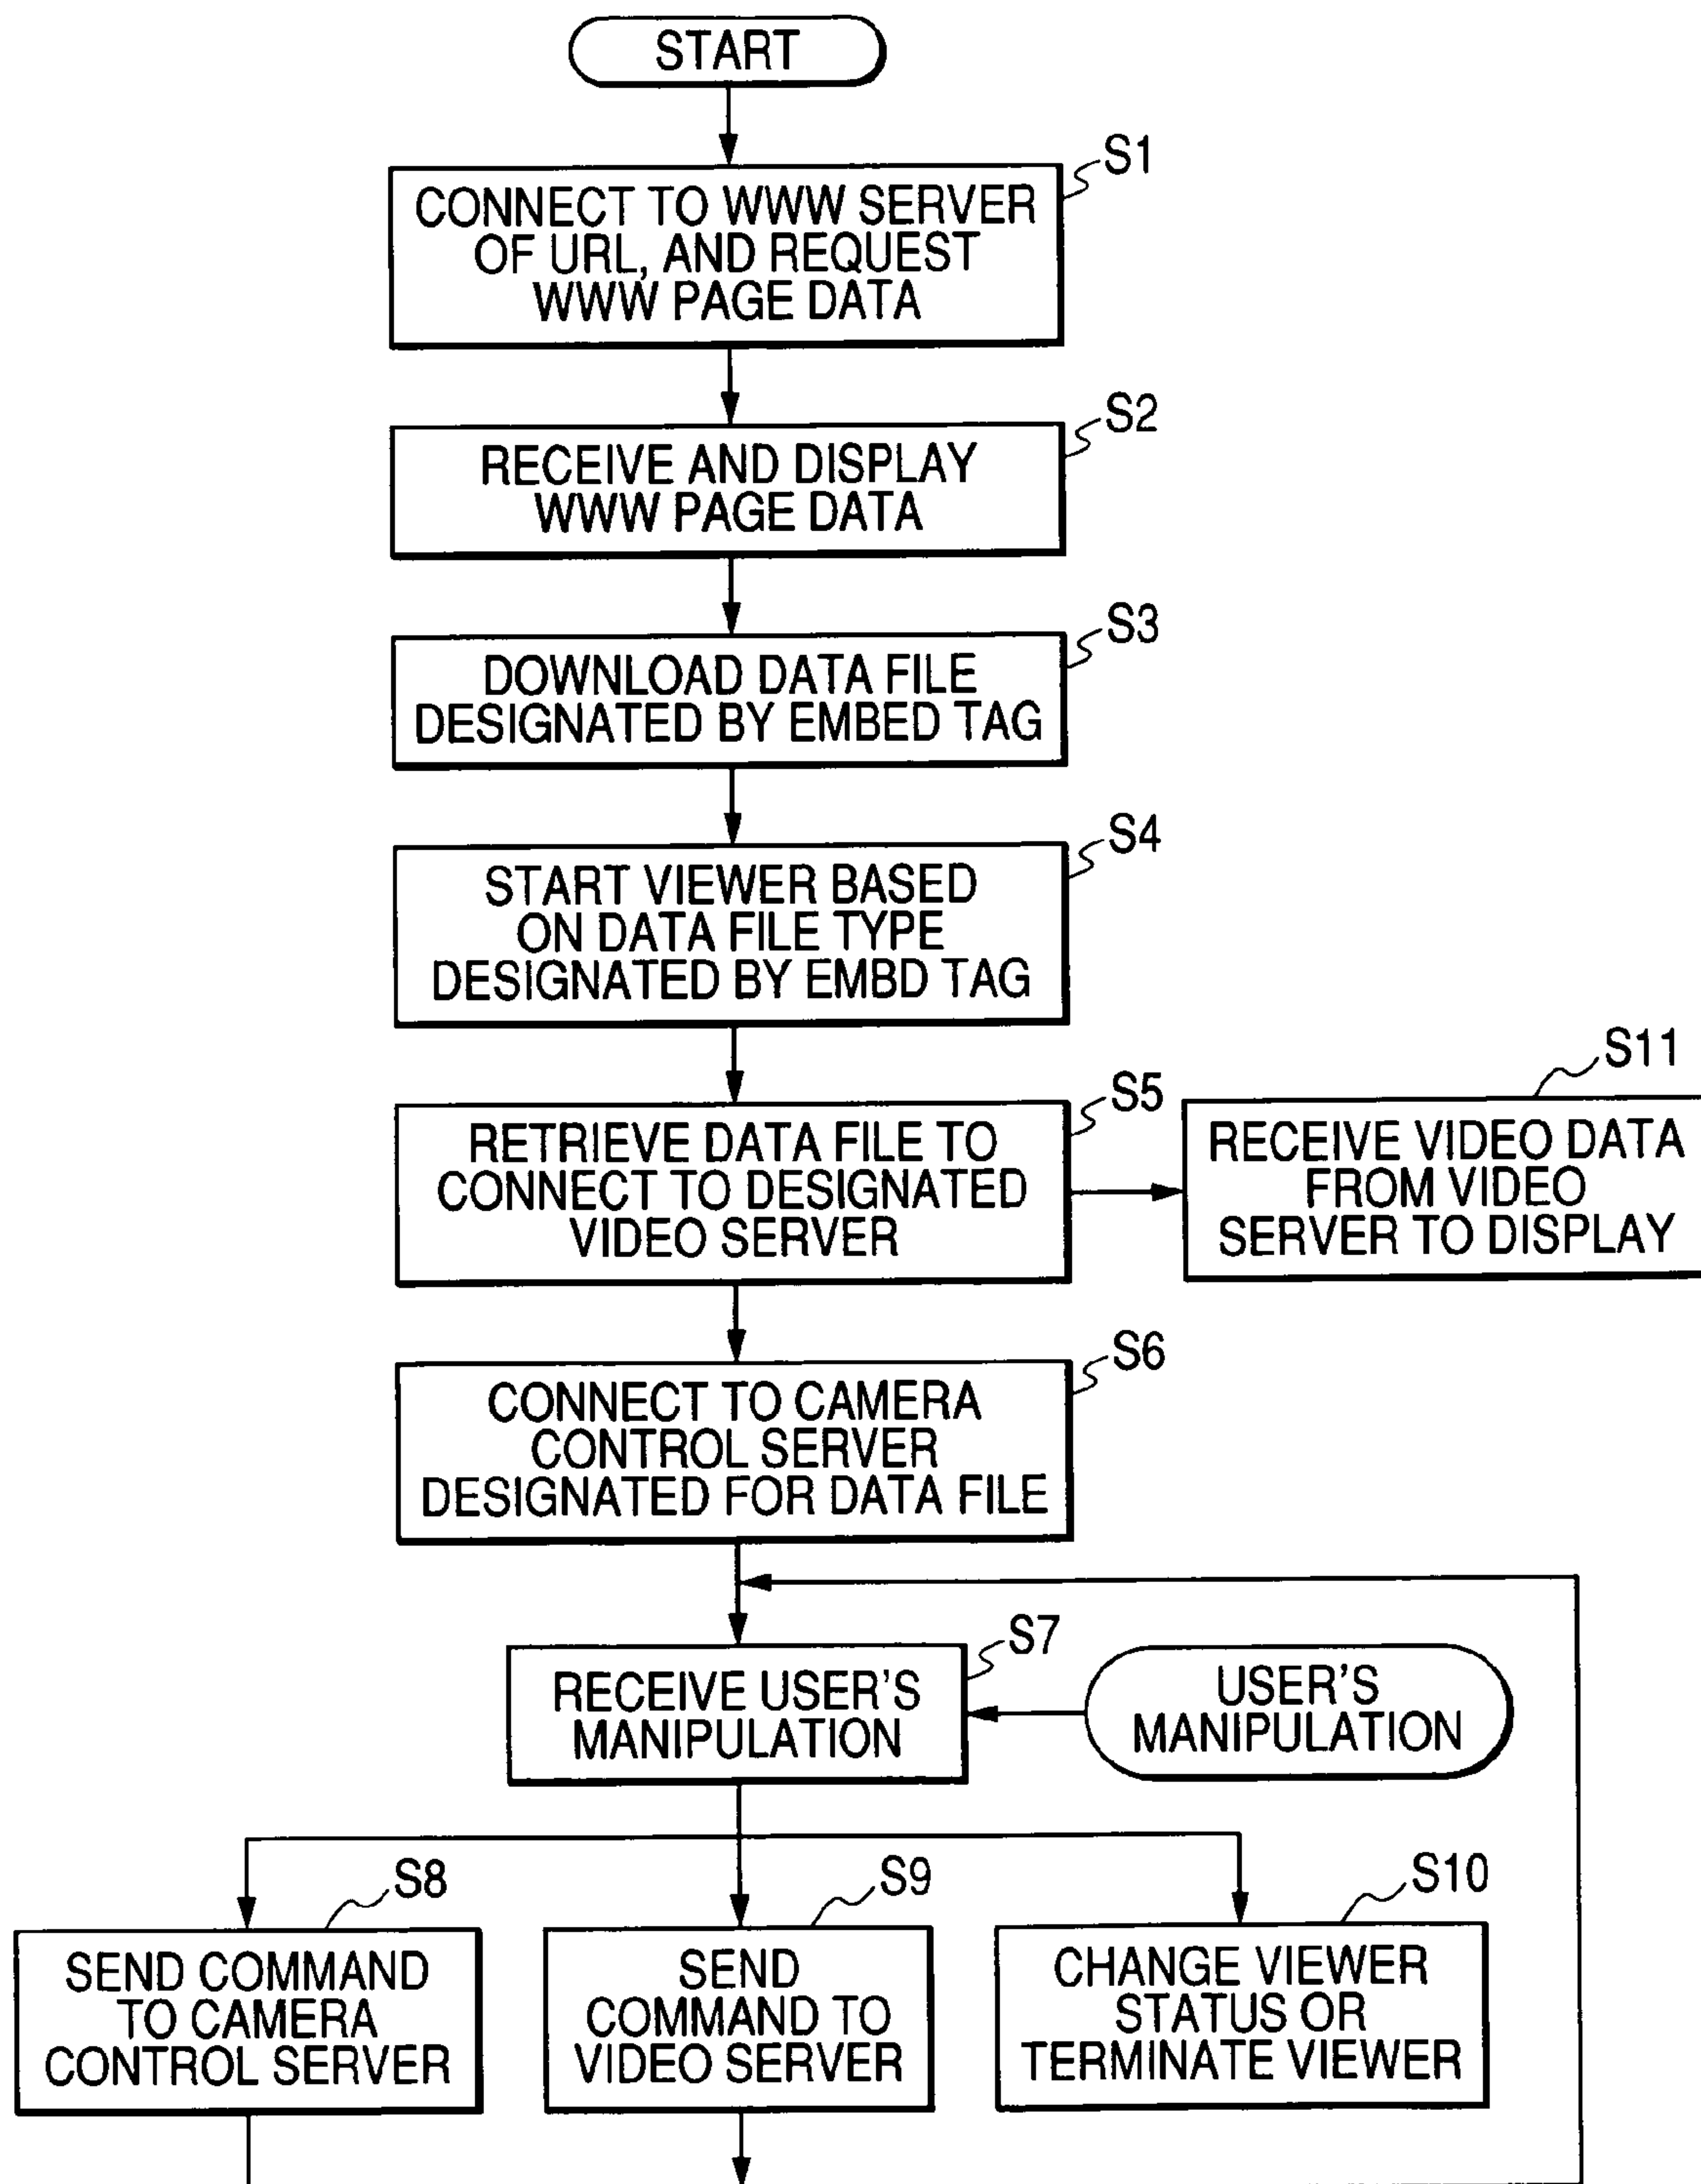 START
S1
CONNECT TO WWW SERVER
OF URL, AND REQUEST
WWW PAGE DATA
S2
RECEIVE AND DISPLAY
WWW PAGE DATA
S3
DOWNLOAD DATA FILE
DESIGNATED BY EMBED TAG
S4
START VIEWER BASED
ON DATA FILE TYPE
DESIGNATED BY EMBD TAG
S5
RETRIEVE DATA FILE TO
CONNECT TO DESIGNATED
VIDEO SERVER
S11
RECEIVE VIDEO DATA
FROM VIDEO
SERVER TO DISPLAY
S6
CONNECT TO CAMERA
CONTROL SERVER
DESIGNATED FOR DATA FILE
S7
RECEIVE USER'S
MANIPULATION
USER'S
MANIPULATION
S8
SEND COMMAND
TO CAMERA
CONTROL SERVER
S9
SEND
COMMAND TO
VIDEO SERVER
S10
CHANGE VIEWER
STATUS OR
TERMINATE VIEWER